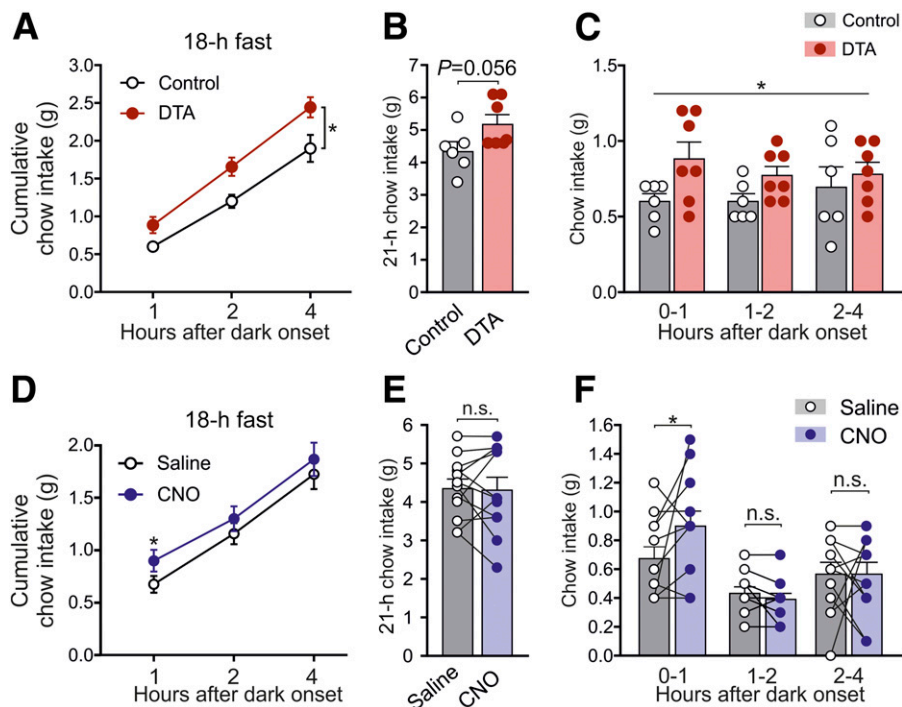 A
18-h fast
Cumulative
chow intake (g)
3.0
2.5
2.0
1.5
1.0
0.5
0.0
Control
DTA
*
1
2
4
Hours after dark onset
B
21-h chow intake (g)
7
6
5
4
3
2
1
0
P=0.056
Control
DTA
C
Control
DTA
Chow intake (g)
1.5
1.0
0.5
0.0
*
0-1
1-2
2-4
Hours after dark onset
D
18-h fast
Cumulative
chow intake (g)
2.0
1.5
1.0
0.5
0.0
Saline
CNO
*
1
2
4
Hours after dark onset
E
21-h chow intake (g)
6
5
4
3
2
1
0
n.s.
Saline
CNO
F
Saline
CNO
Chow intake (g)
1.6
1.4
1.2
1.0
0.8
0.6
0.4
0.2
0.0
*
n.s.
n.s.
0-1
1-2
2-4
Hours after dark onset